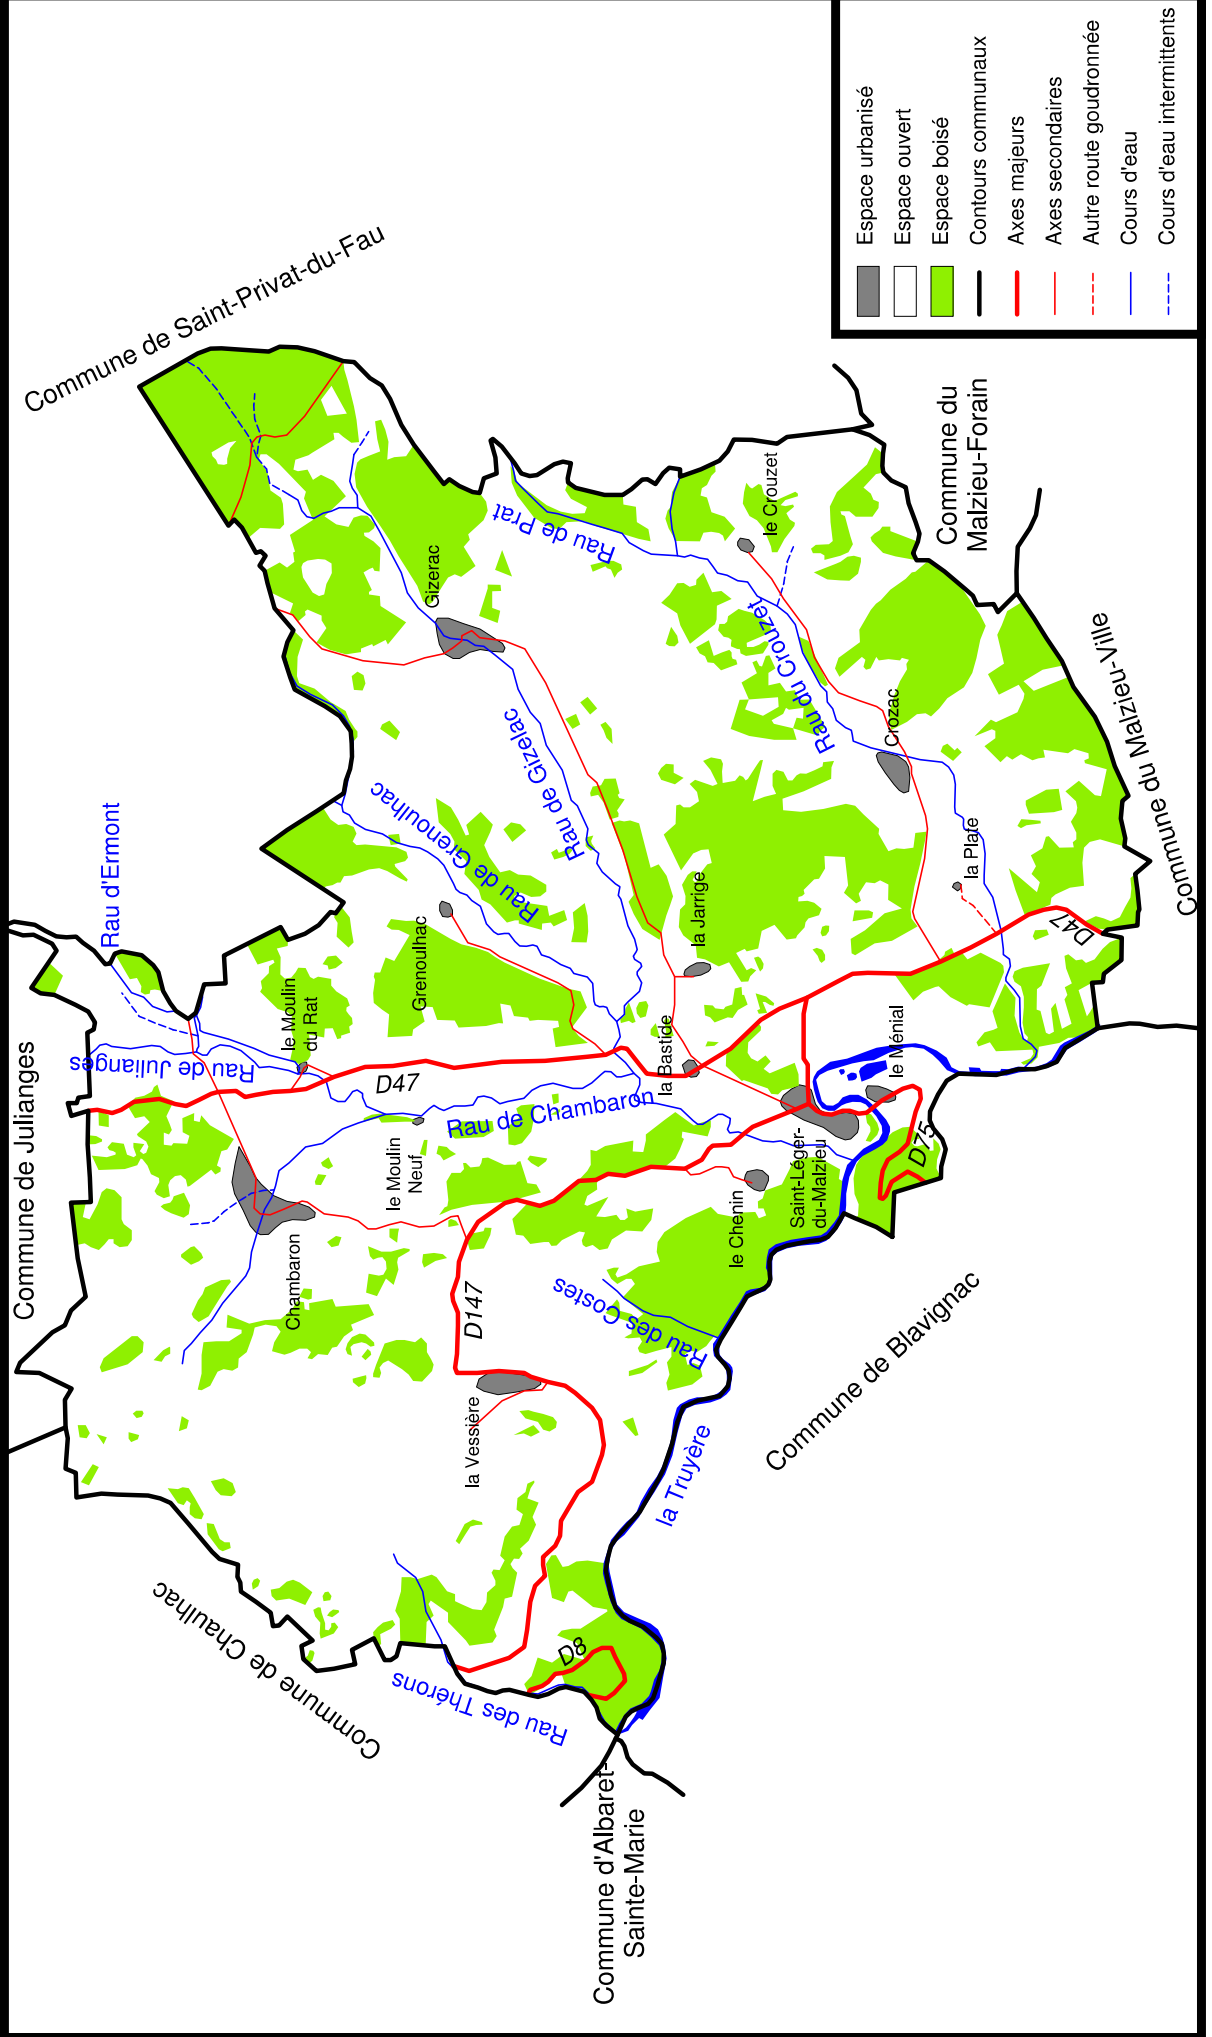 Commune de Julianges
Commune de Chaulhac
Commune d'Albaret-
Sainte-Marie
Commune de Blavignac
Commune de Saint-Privat-du-Fau
Commune du
Malzieu-Forain
Commune du Malzieu-Ville
Chambaron
le Moulin
Neuf
le Moulin
du Rat
Grenoulhac
Gizerac
la Vessière
le Chenin
Saint-Léger-
du-Malzieu
la Bastide
le Ménial
la Jarrige
la Plate
Crozac
le Crouzet
Rau d'Ermont
Rau de Julianges
Rau de Chambaron
Rau de Grenoulhac
Rau de Gizelac
Rau de Prat
Rau du Crouzet
Rau des Costes
Rau des Thérons
la Truyère
D47
D147
D8
D75
D47
Espace urbanisé
Espace ouvert
Espace boisé
Contours communaux
Axes majeurs
Axes secondaires
Autre route goudronnée
Cours d'eau
Cours d'eau intermittents